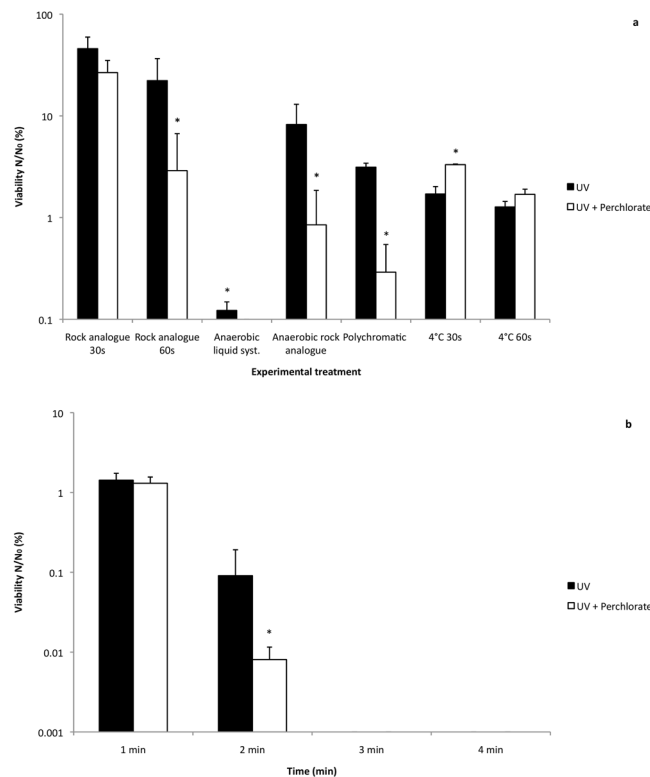 a
100
10
1
0.1
Viability N/N₀ (%)
*
*
*
*
*
UV
UV + Perchlorate
Rock analogue 30s
Rock analogue 60s
Anaerobic liquid syst.
Anaerobic rock analogue
Polychromatic
4°C 30s
4°C 60s
Experimental treatment
b
10
1
0.1
0.01
0.001
Viability N/N₀ (%)
*
UV
UV + Perchlorate
1 min
2 min
3 min
4 min
Time (min)